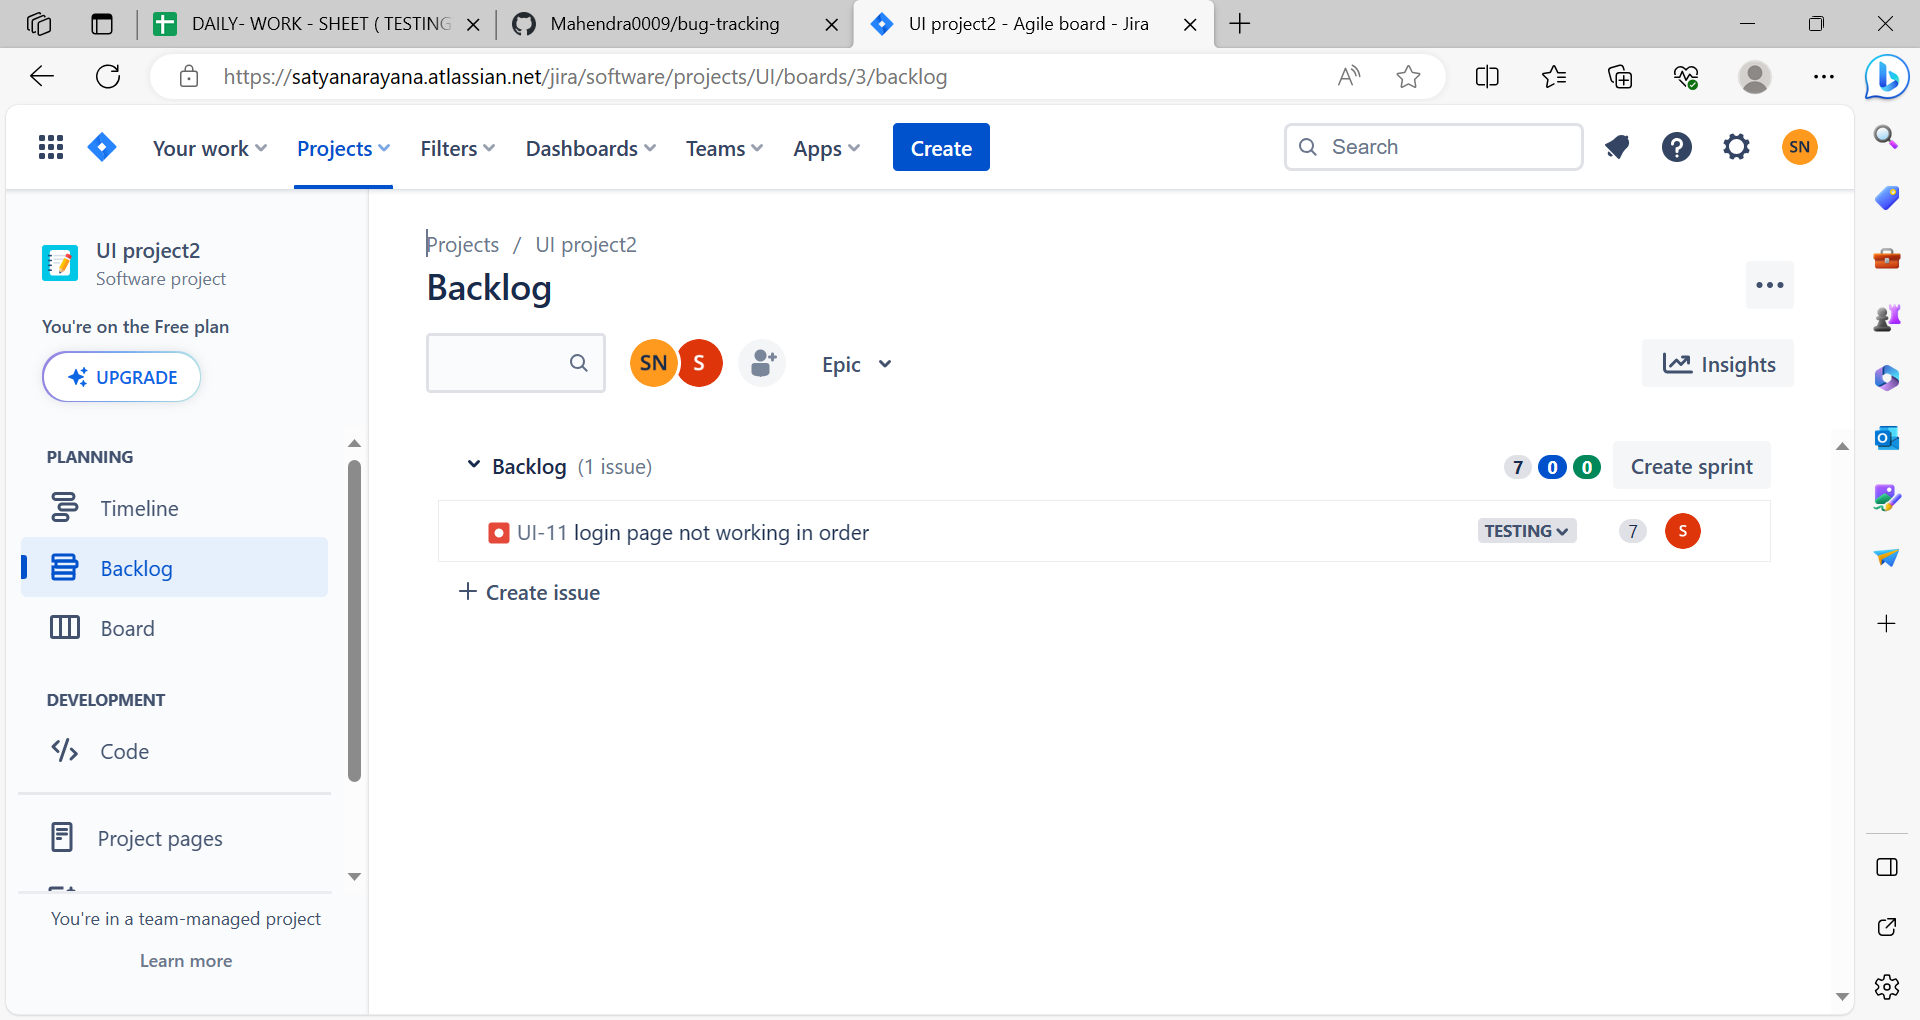 DAILY- WORK - SHEET ( TESTING
Mahendra0009/bug-tracking
UI project2 - Agile board - Jira
https://satyanarayana.atlassian.net/jira/software/projects/UI/boards/3/backlog
Your work
Projects
Filters
Dashboards
Teams
Apps
Create
Search
SN
UI project2
Software project
You're on the Free plan
UPGRADE
PLANNING
Timeline
Backlog
Board
DEVELOPMENT
Code
Project pages
You're in a team-managed project
Learn more
Projects / UI project2
Backlog
SN S
Epic
Insights
Backlog (1 issue)
7 0 0
Create sprint
UI-11 login page not working in order
TESTING
7
S
+ Create issue